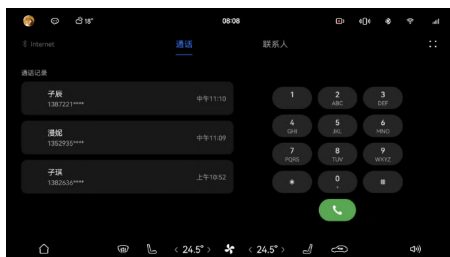 18°
08:08
Internet
通话
联系人
通话记录
子辰
1387221****
中午11:10
漫妮
1352935****
中午11:09
子琪
1382636****
上午10:52
1
2
ABC
3
DEF
4
GHI
5
JKL
6
MNO
7
PQRS
8
TUV
9
WXYZ
*
0
+
#
< 24.5° >
< 24.5° >